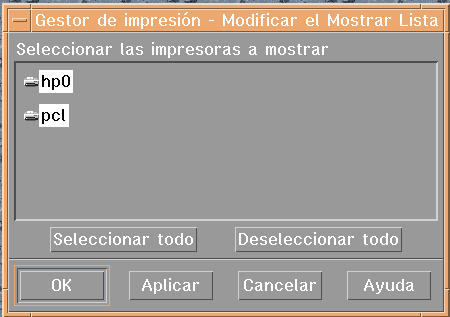 Gestor de impresión - Modificar el Mostrar Lista
Seleccionar las impresoras a mostrar
hp0
pcl
Seleccionar todo Deseleccionar todo
OK Aplicar Cancelar Ayuda